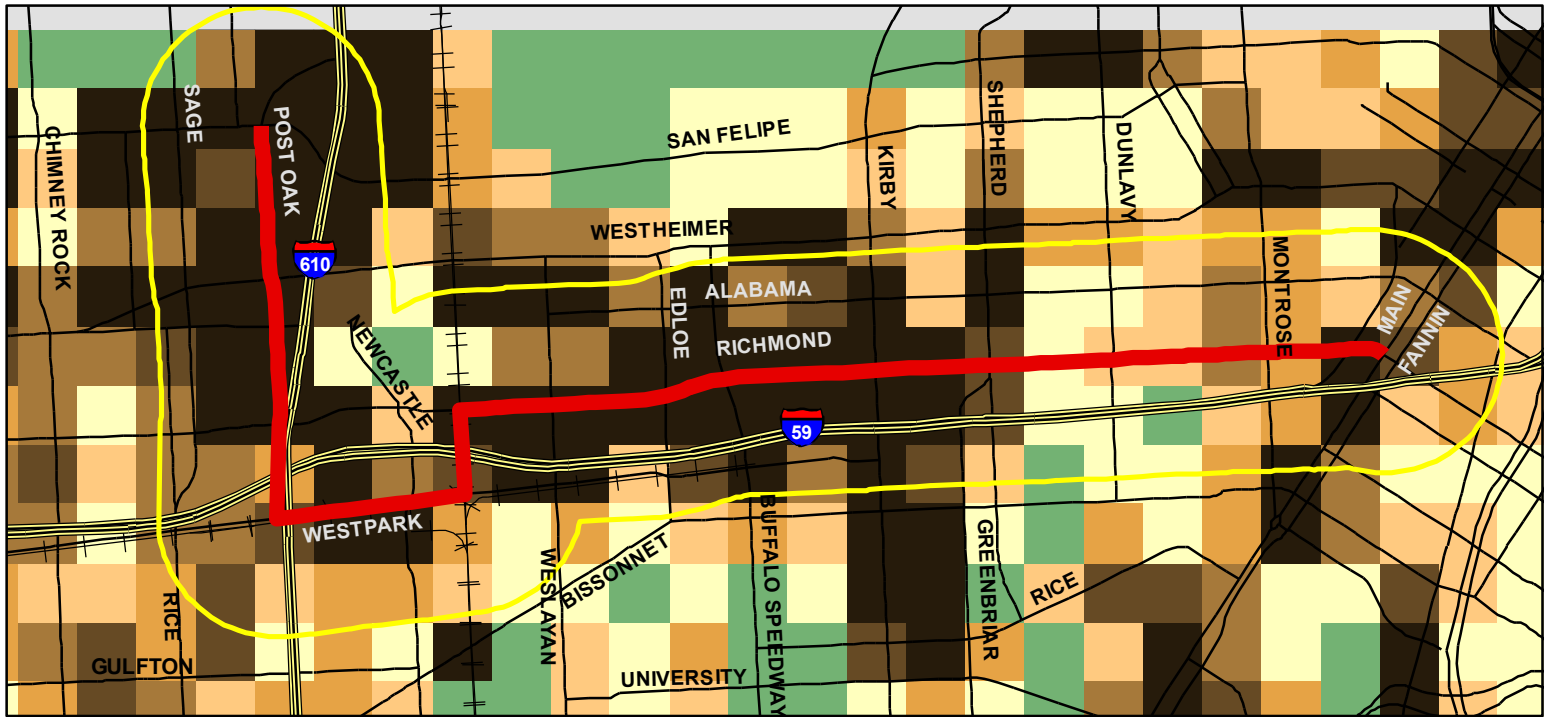 SAGE
POST OAK
CHIMNEY ROCK
SAN FELIPE
SHEPHERD
DUNLAVY
KIRBY
WESTHEIMER
610
MONTROSE
ALABAMA
EDLOE
MAIN
FANNIN
NEWCASTLE
RICHMOND
59
WESTPARK
BUFFALO SPEEDWAY
WESLAYAN
BISSONNET
GREENBRIAR
RICE
RICE
GULFTON
UNIVERSITY